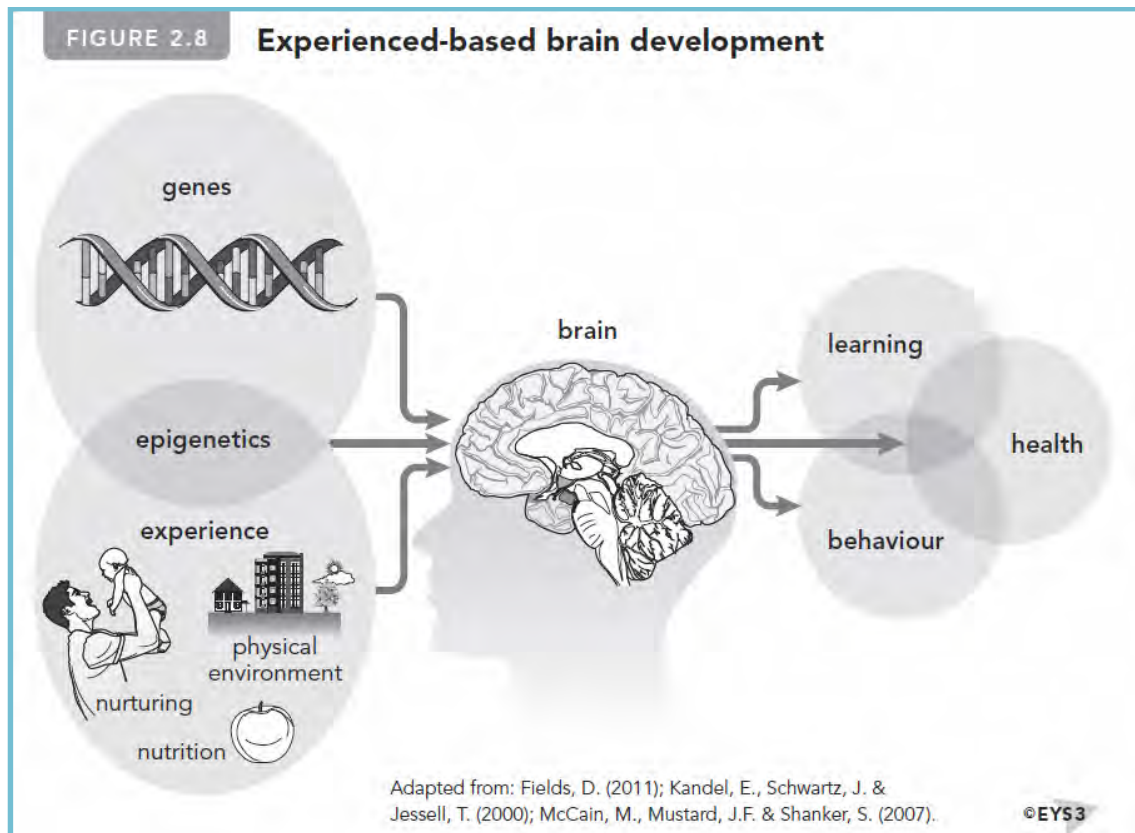 FIGURE 2.8
Experienced-based brain development
genes
epigenetics
experience
physical
environment
nurturing
nutrition
brain
learning
health
behaviour
Adapted from: Fields, D. (2011); Kandel, E., Schwartz, J. &
Jessell, T. (2000); McCain, M., Mustard, J.F. & Shanker, S. (2007).
©EYS3